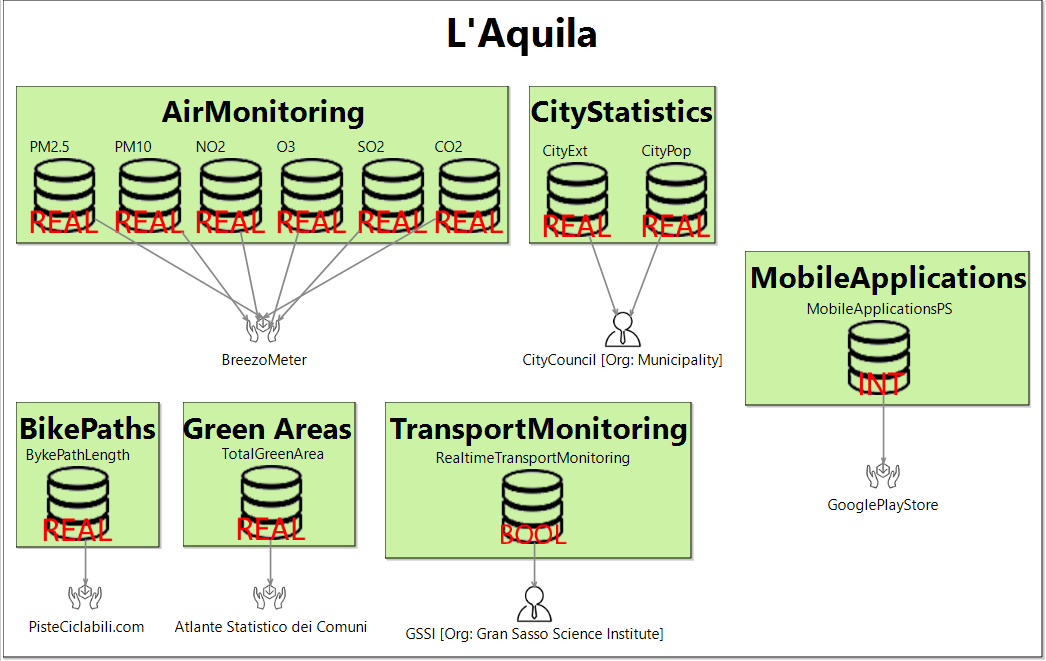 L'Aquila
AirMonitoring
PM2.5 PM10 NO2 O3 SO2 CO2
REAL REAL REAL REAL REAL REAL
BreezoMeter
CityStatistics
CityExt CityPop
REAL REAL
CityCouncil [Org: Municipality]
MobileApplications
MobileApplicationsPS
INT
GooglePlayStore
BikePaths
BykePathLength
REAL
PisteCiclabili.com
Green Areas
TotalGreenArea
REAL
Atlante Statistico dei Comuni
TransportMonitoring
RealtimeTransportMonitoring
BOOL
GSSI [Org: Gran Sasso Science Institute]